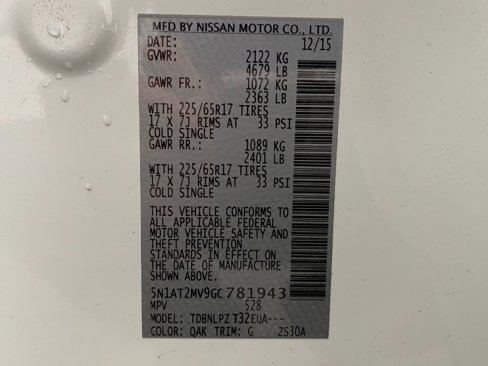 MFD BY NISSAN MOTOR CO., LTD.
DATE: 12/15
GVWR: 2122 KG
4679 LB
GAWR FR.: 1072 KG
2363 LB
WITH 225/65R17 TIRES
17 X 7J RIMS AT 33 PSI
COLD SINGLE
GAWR RR.: 1089 KG
2401 LB
WITH 225/65R17 TIRES
17 X 7J RIMS AT 33 PSI
COLD SINGLE
THIS VEHICLE CONFORMS TO
ALL APPLICABLE FEDERAL
MOTOR VEHICLE SAFETY AND
THEFT PREVENTION
STANDARDS IN EFFECT ON
THE DATE OF MANUFACTURE
SHOWN ABOVE.
5N1AT2MV9GC781943
MPV 528
MODEL: TDBNLPZ T32EUA---
COLOR: QAK TRIM: G ZS30A